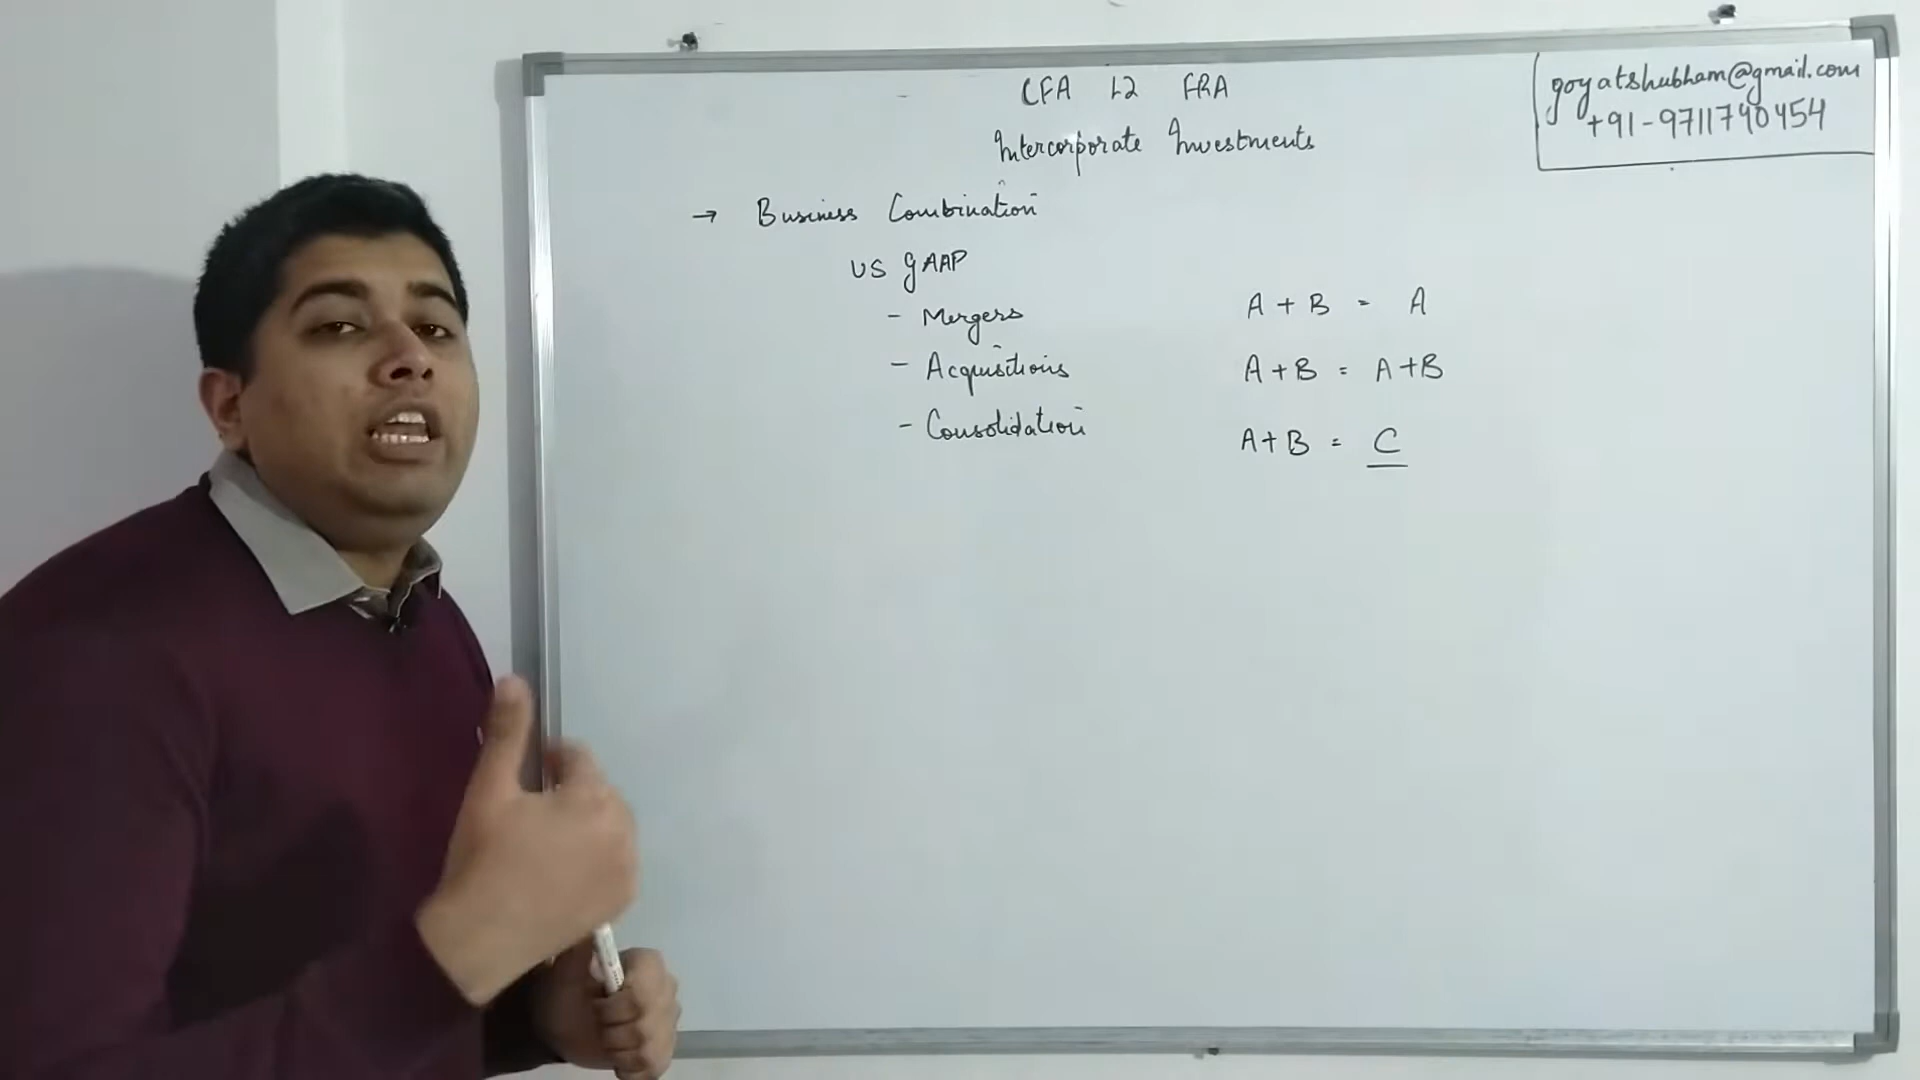 CFA L2 FRA
Intercorporate Investments
goyatshubham@gmail.com
+91-9711740454
→ Business Combination
US GAAP
- Mergers A + B = A
- Acquisitions A + B = A + B
- Consolidation A + B = C